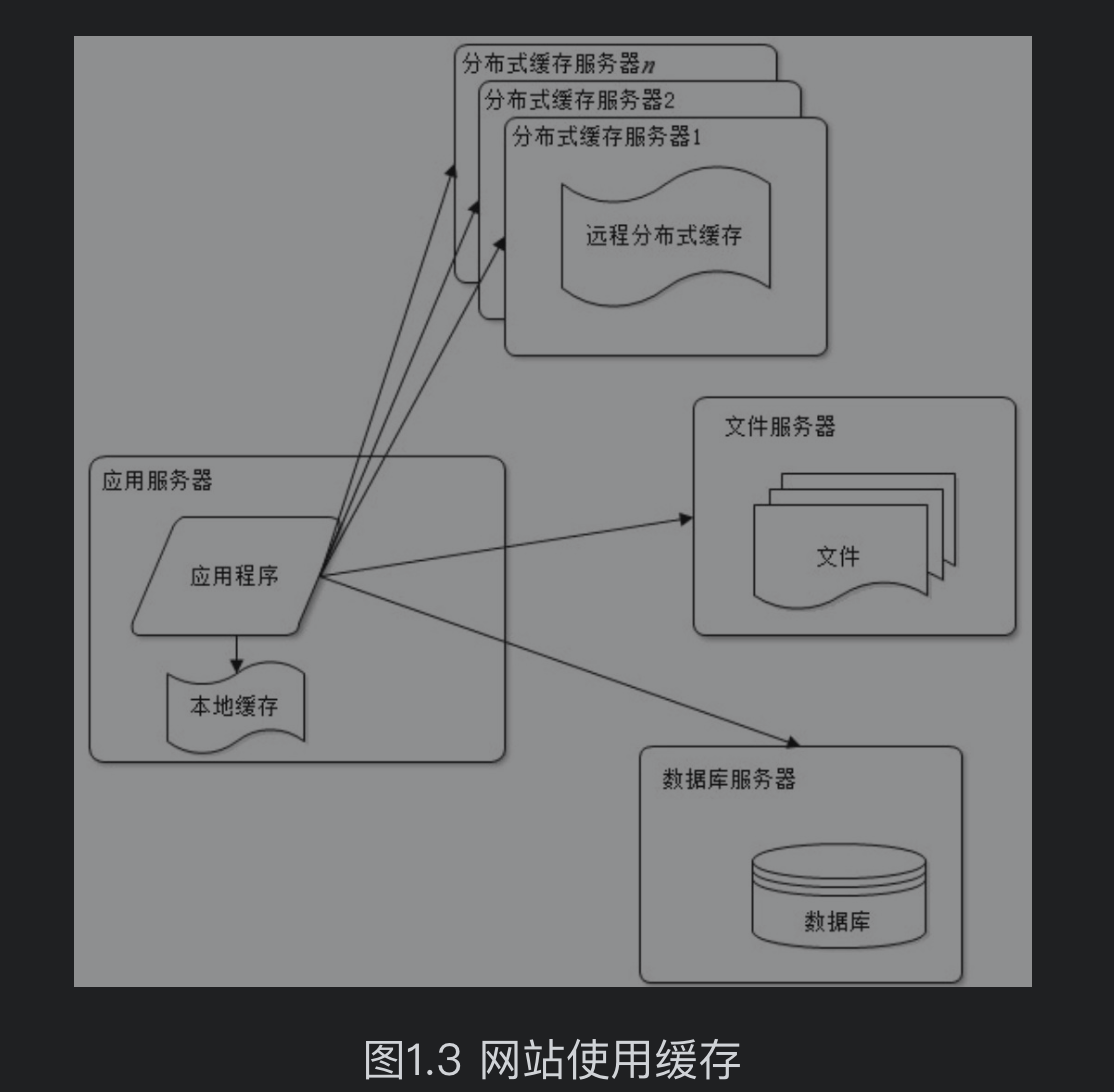 分布式缓存服务器n
分布式缓存服务器2
分布式缓存服务器1
远程分布式缓存
文件服务器
文件
应用服务器
应用程序
本地缓存
数据库服务器
数据库
图1.3 网站使用缓存